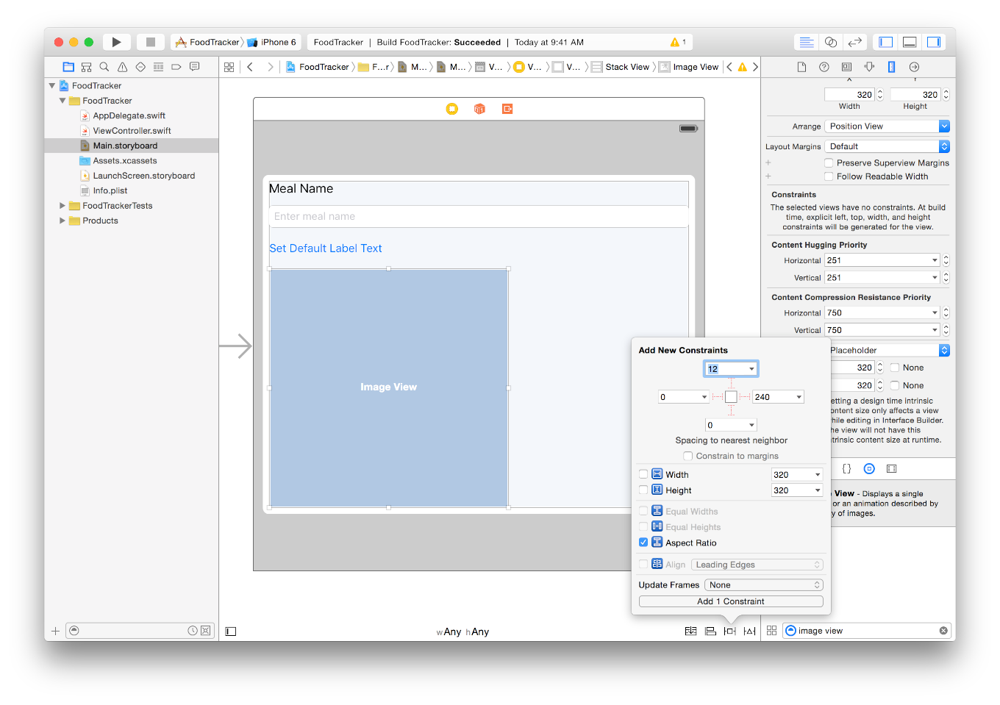 FoodTracker
iPhone 6
FoodTracker | Build FoodTracker: Succeeded | Today at 9:41 AM
1
FoodTracker
F...r
M...
M...
V...
V...
V...
Stack View
Image View
FoodTracker
FoodTracker
AppDelegate.swift
ViewController.swift
Main.storyboard
Assets.xcassets
LaunchScreen.storyboard
Info.plist
FoodTrackerTests
Products
Meal Name
Enter meal name
Set Default Label Text
Image View
wAny hAny
X Y
320 320
Width Height
Arrange Position View
Layout Margins Default
Preserve Superview Margins
Follow Readable Width
Constraints
The selected views have no constraints. At build
time, explicit left, top, width, and height
constraints will be generated for the view.
Content Hugging Priority
Horizontal 251
Vertical 251
Content Compression Resistance Priority
Horizontal 750
Vertical 750
Placeholder
320 None
320 None
etting a design time intrinsic
ontent size only affects a view
hile editing in Interface Builder.
he view will not have this
trinsic content size at runtime.
View - Displays a single
or an animation described by
y of images.
image view
Add New Constraints
12
0 240
0
Spacing to nearest neighbor
Constrain to margins
Width 320
Height 320
Equal Widths
Equal Heights
Aspect Ratio
Align Leading Edges
Update Frames None
Add 1 Constraint